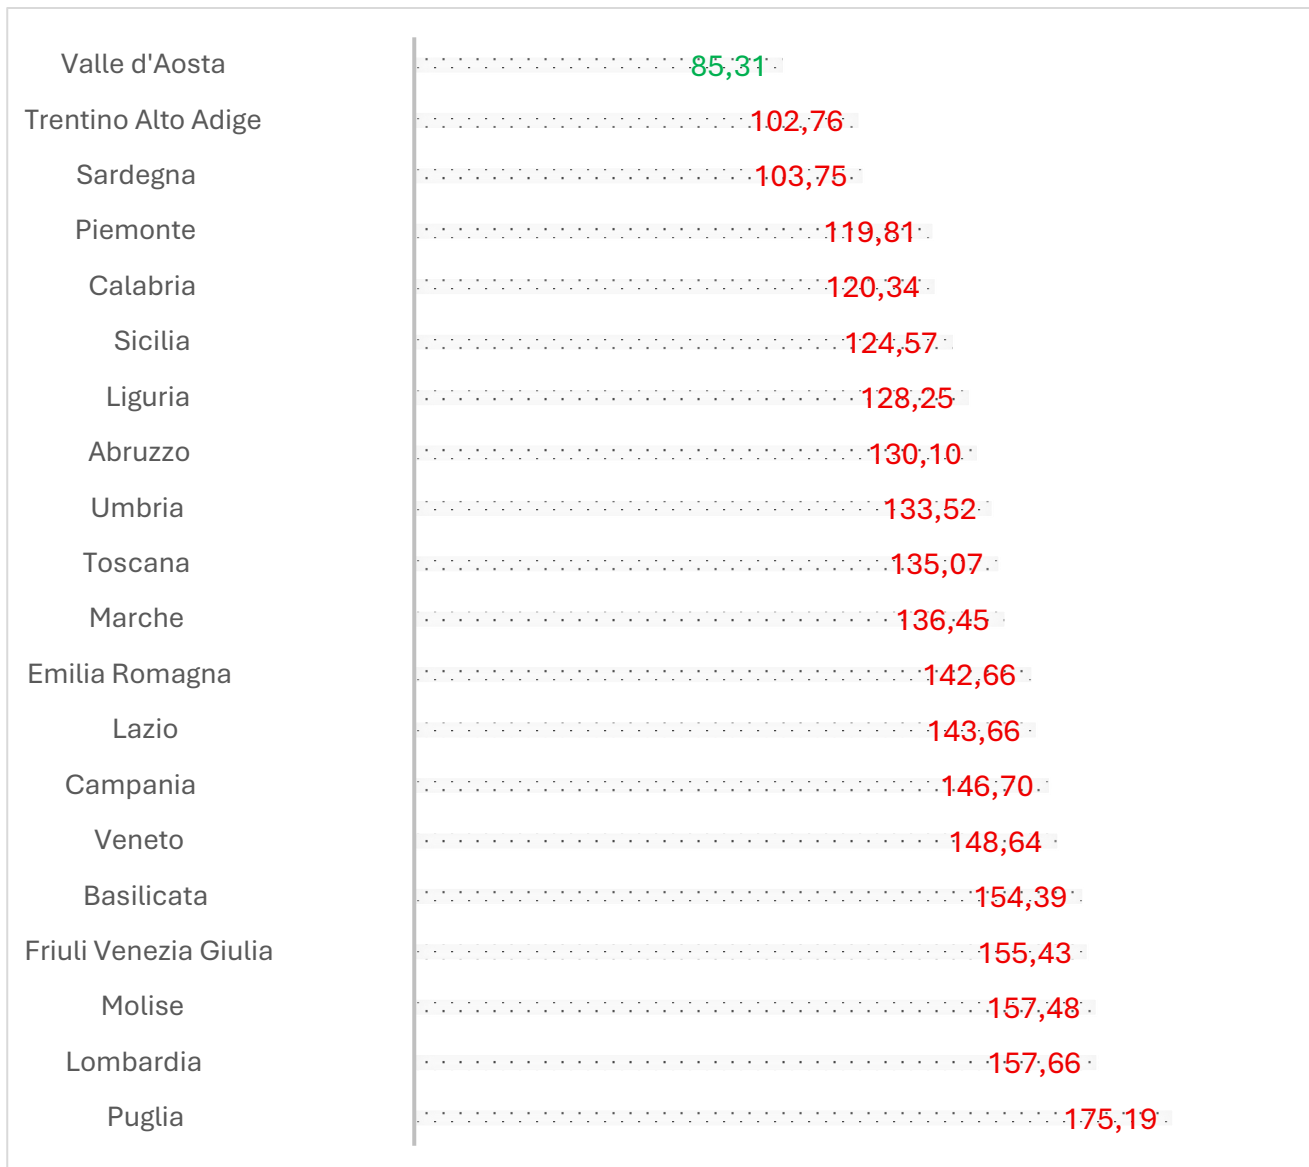 Valle d'Aosta 85,31
Trentino Alto Adige 102,76
Sardegna 103,75
Piemonte 119,81
Calabria 120,34
Sicilia 124,57
Liguria 128,25
Abruzzo 130,10
Umbria 133,52
Toscana 135,07
Marche 136,45
Emilia Romagna 142,66
Lazio 143,66
Campania 146,70
Veneto 148,64
Basilicata 154,39
Friuli Venezia Giulia 155,43
Molise 157,48
Lombardia 157,66
Puglia 175,19